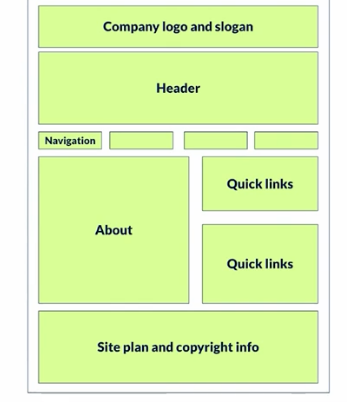 Company logo and slogan
Header
Navigation
About
Quick links
Quick links
Site plan and copyright info